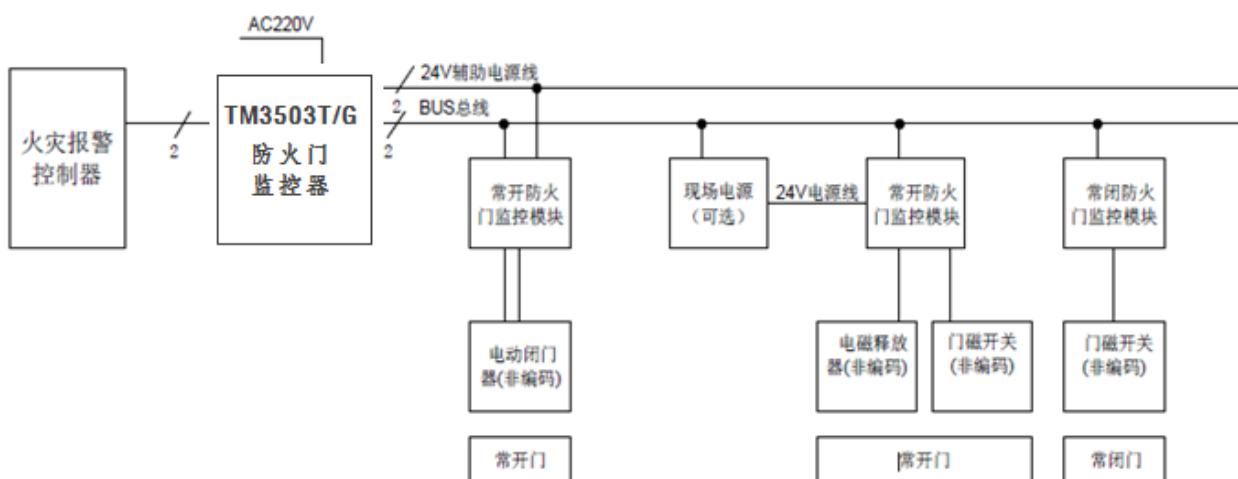 AC220V
24V辅助电源线
2
BUS总线
2
火灾报警
控制器
2
TM3503T/G
防火门
监控器
常开防火
门监控模块
现场电源
（可选）
24V电源线
常开防火
门监控模块
常闭防火
门监控模块
电动闭门
器(非编码)
电磁释放
器(非编码)
门磁开关
(非编码)
门磁开关
(非编码)
常开门
常开门
常闭门